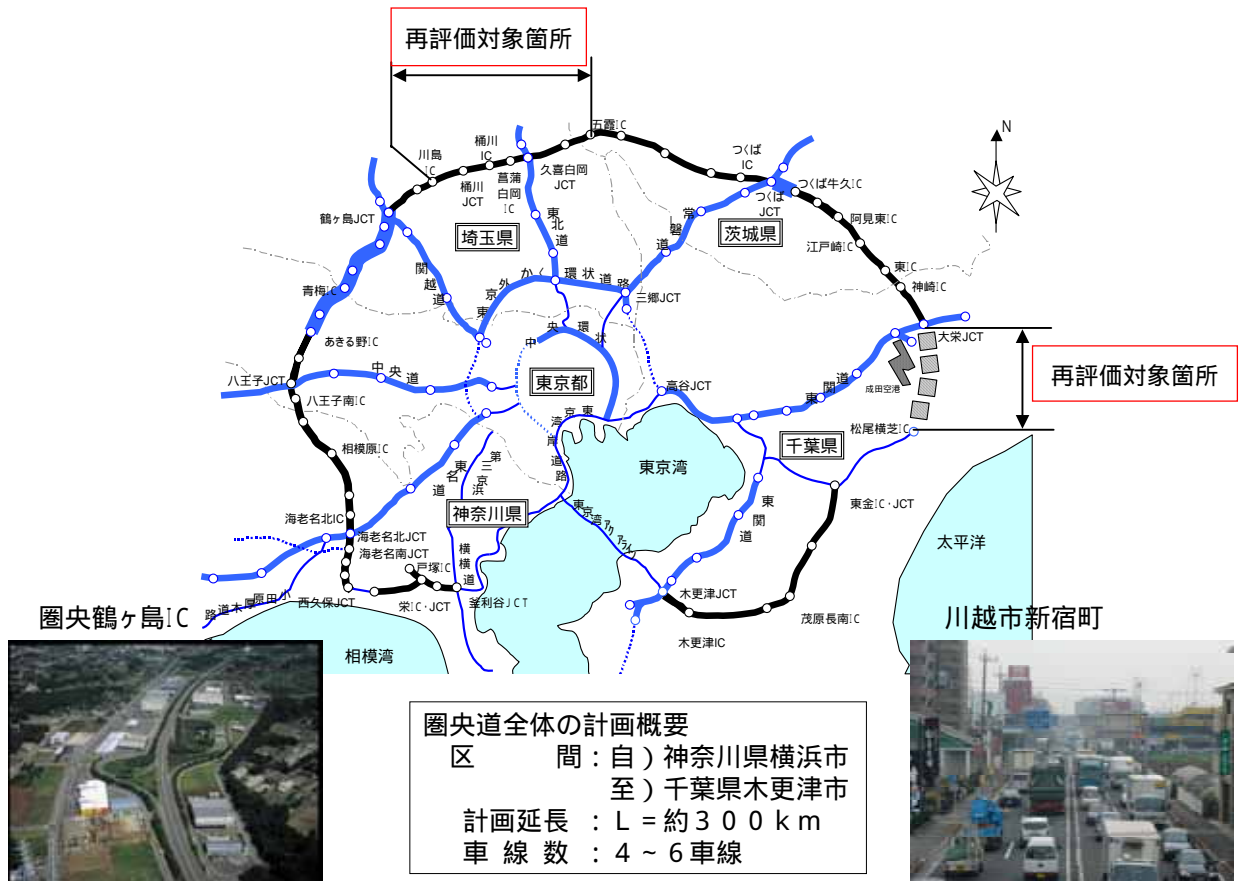 再評価対象箇所
N
五霞IC
桶川
IC
川島
IC
久喜白岡
JCT
菖蒲
白岡
IC
桶川
JCT
つくば
IC
つくば牛久IC
つくば
JCT
鶴ヶ島JCT
阿見東IC
江戸崎IC
東IC
神崎IC
埼玉県
茨城県
東北道
常磐道
関越道
東京外かく環状道路
三郷JCT
青梅IC
あきる野IC
大栄JCT
中央環状
八王子JCT
中央道
東京都
高谷JCT
東関道
成田空港
再評価対象箇所
八王子南IC
松尾横芝IC
千葉県
相模原IC
東京湾岸道路
東京湾
第三京浜
東名道
東関道
東金IC・JCT
神奈川県
海老名北IC
東京湾アクアライン
太平洋
海老名北JCT
海老名南JCT
戸塚IC
横横道
木更津JCT
西久保JCT
栄IC・JCT
釜利谷JCT
茂原長南IC
小田原厚木道路
木更津IC
圏央鶴ヶ島IC
川越市新宿町
相模湾
圏央道全体の計画概要
区　　間：自）神奈川県横浜市
至）千葉県木更津市
計画延長　：Ｌ＝約３００ｋｍ
車 線 数　：４～６車線